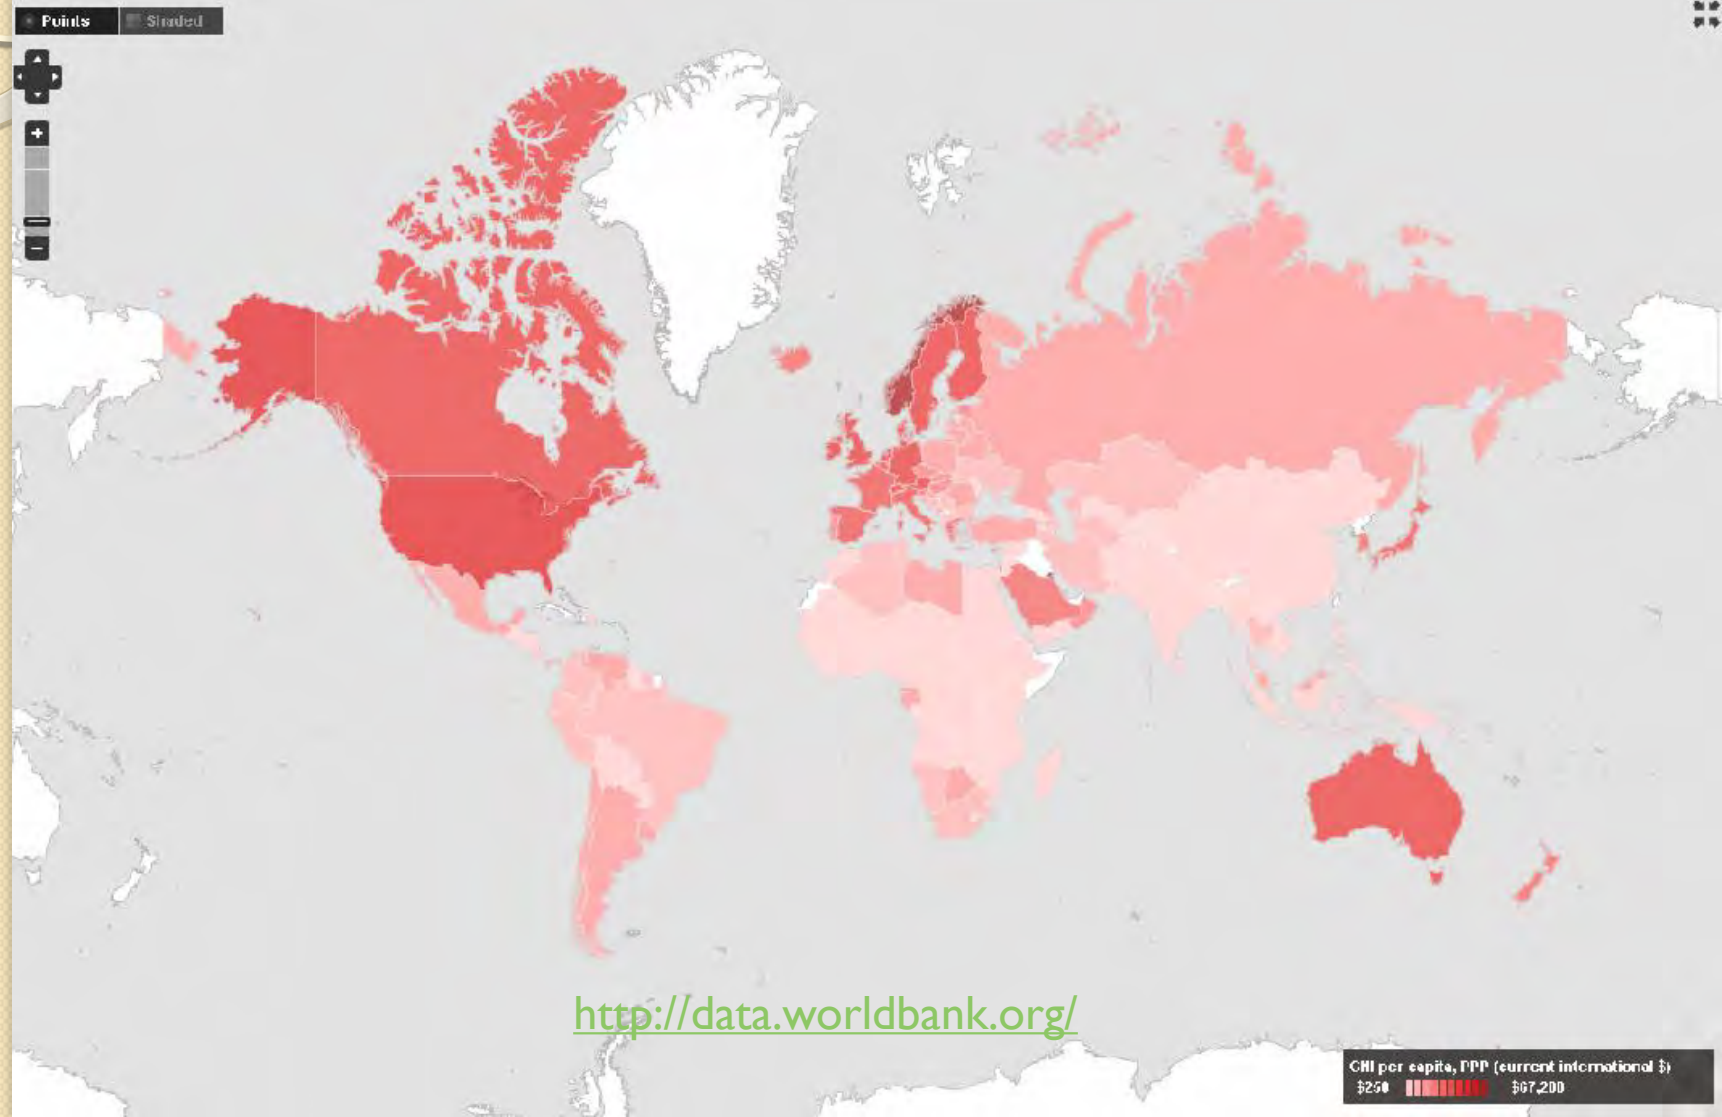 Points
Shaded
+
−
http://data.worldbank.org/
GNI per capita, PPP (current international $)
$250 $67,200